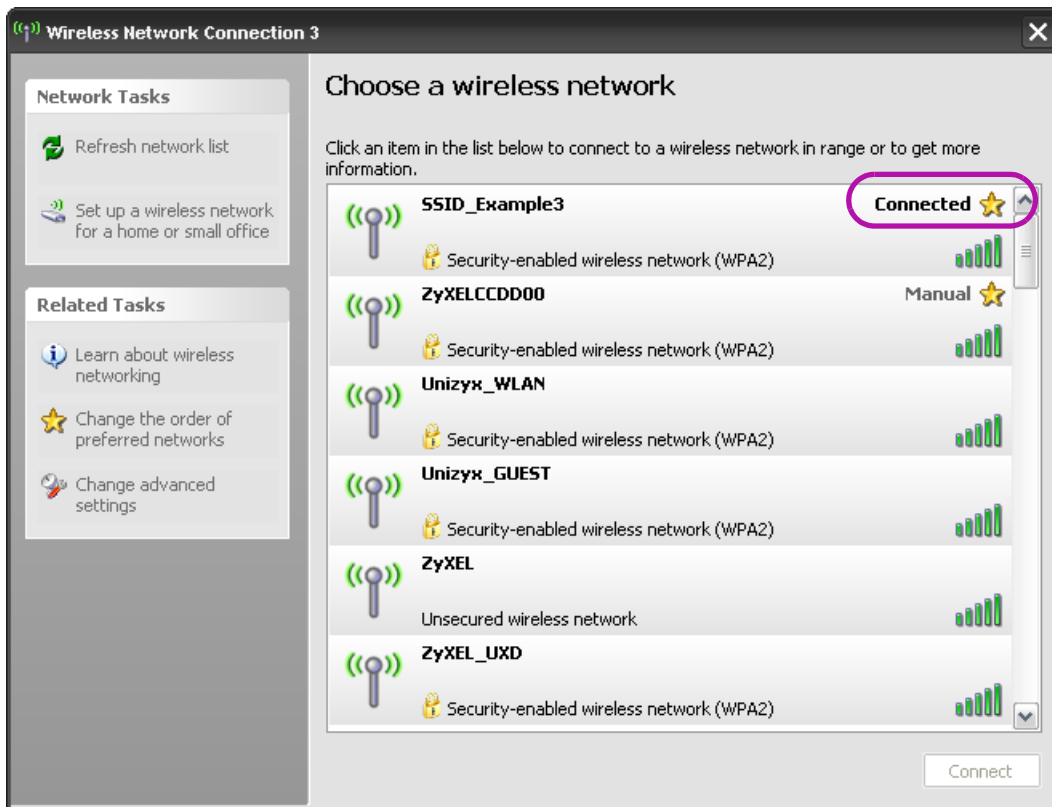 Wireless Network Connection 3
Network Tasks
Refresh network list
Set up a wireless network
for a home or small office
Related Tasks
Learn about wireless
networking
Change the order of
preferred networks
Change advanced
settings
Choose a wireless network
Click an item in the list below to connect to a wireless network in range or to get more
information.
SSID_Example3 Connected
Security-enabled wireless network (WPA2)
ZyXELCCDD00 Manual
Security-enabled wireless network (WPA2)
Unizyx_WLAN
Security-enabled wireless network (WPA2)
Unizyx_GUEST
Security-enabled wireless network (WPA2)
ZyXEL
Unsecured wireless network
ZyXEL_UXD
Security-enabled wireless network (WPA2)
Connect